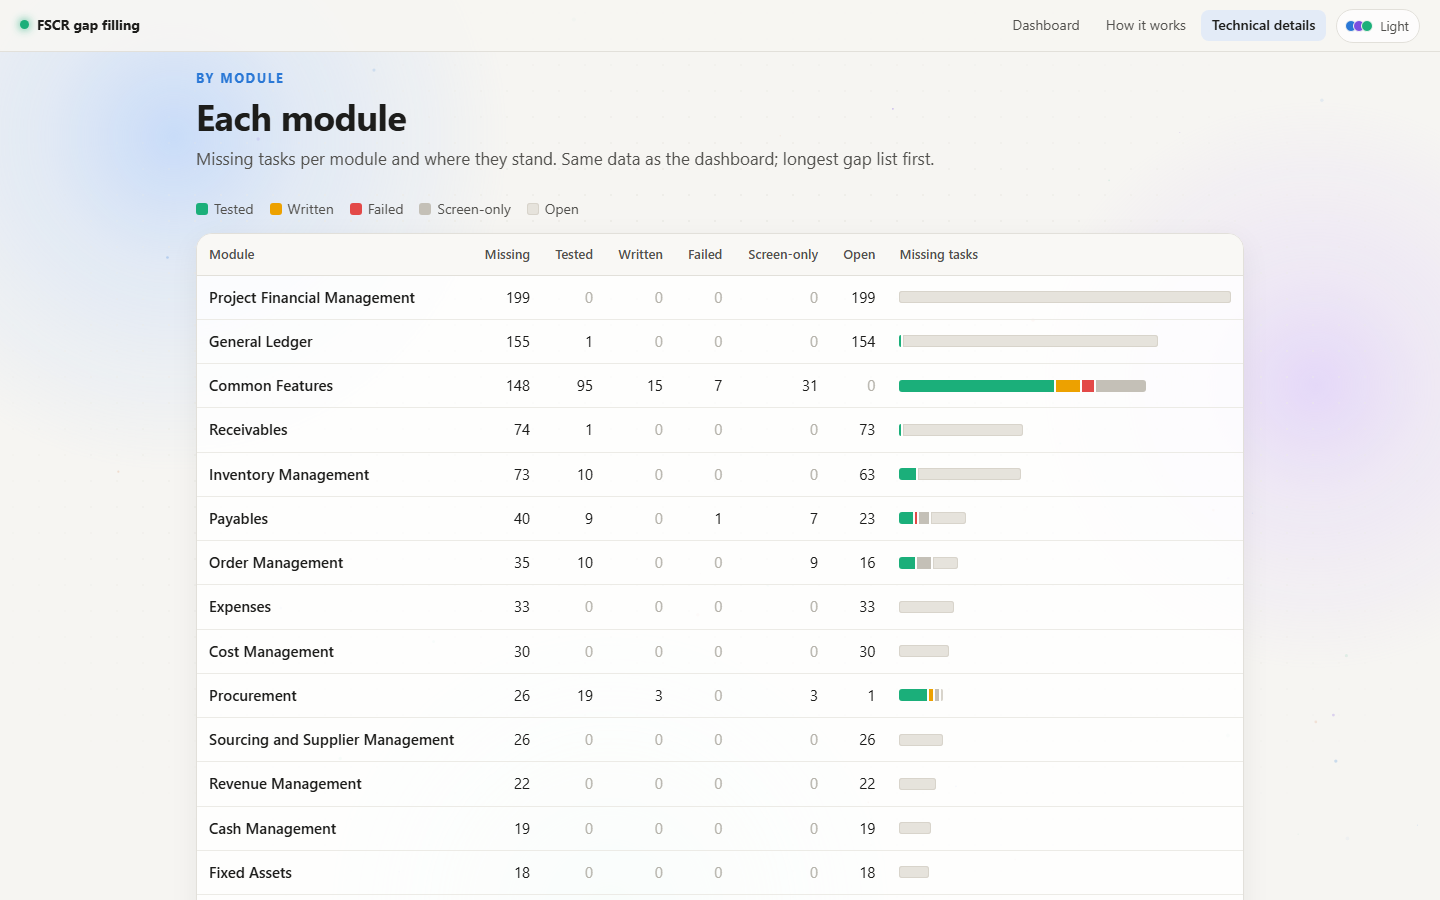 FSCR gap filling
Dashboard How it works Technical details Light
BY MODULE
Each module
Missing tasks per module and where they stand. Same data as the dashboard; longest gap list first.
Tested Written Failed Screen-only Open
Module Missing Tested Written Failed Screen-only Open Missing tasks
Project Financial Management 199 0 0 0 0 199
General Ledger 155 1 0 0 0 154
Common Features 148 95 15 7 31 0
Receivables 74 1 0 0 0 73
Inventory Management 73 10 0 0 0 63
Payables 40 9 0 1 7 23
Order Management 35 10 0 0 9 16
Expenses 33 0 0 0 0 33
Cost Management 30 0 0 0 0 30
Procurement 26 19 3 0 3 1
Sourcing and Supplier Management 26 0 0 0 0 26
Revenue Management 22 0 0 0 0 22
Cash Management 19 0 0 0 0 19
Fixed Assets 18 0 0 0 0 18